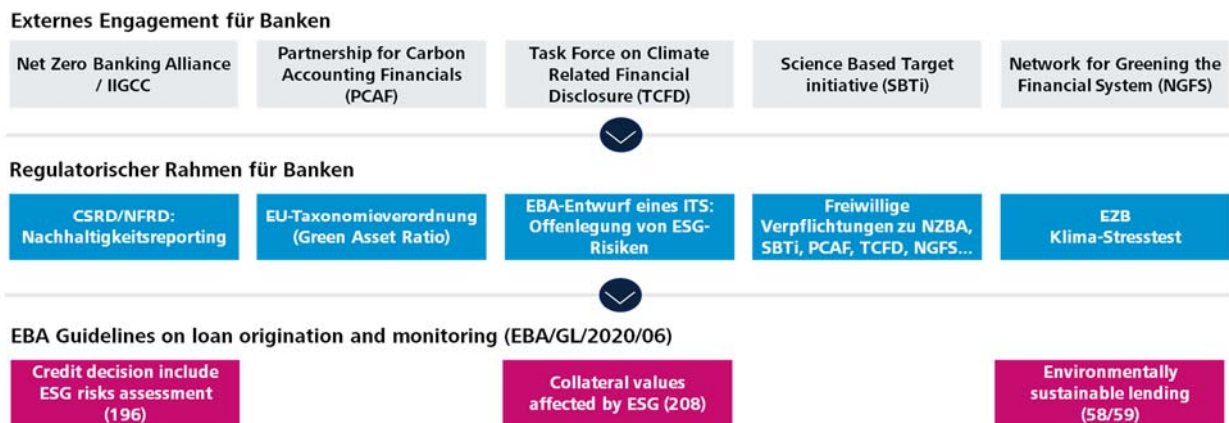 Externes Engagement für Banken
Net Zero Banking Alliance
/ IIGCC
Partnership for Carbon
Accounting Financials
(PCAF)
Task Force on Climate
Related Financial
Disclosure (TCFD)
Science Based Target
initiative (SBTi)
Network for Greening the
Financial System (NGFS)
Regulatorischer Rahmen für Banken
CSRD/NFRD:
Nachhaltigkeitsreporting
EU-Taxonomieverordnung
(Green Asset Ratio)
EBA-Entwurf eines ITS:
Offenlegung von ESG-
Risiken
Freiwillige
Verpflichtungen zu NZBA,
SBTi, PCAF, TCFD, NGFS...
EZB
Klima-Stresstest
EBA Guidelines on loan origination and monitoring (EBA/GL/2020/06)
Credit decision include
ESG risks assessment
(196)
Collateral values
affected by ESG (208)
Environmentally
sustainable lending
(58/59)